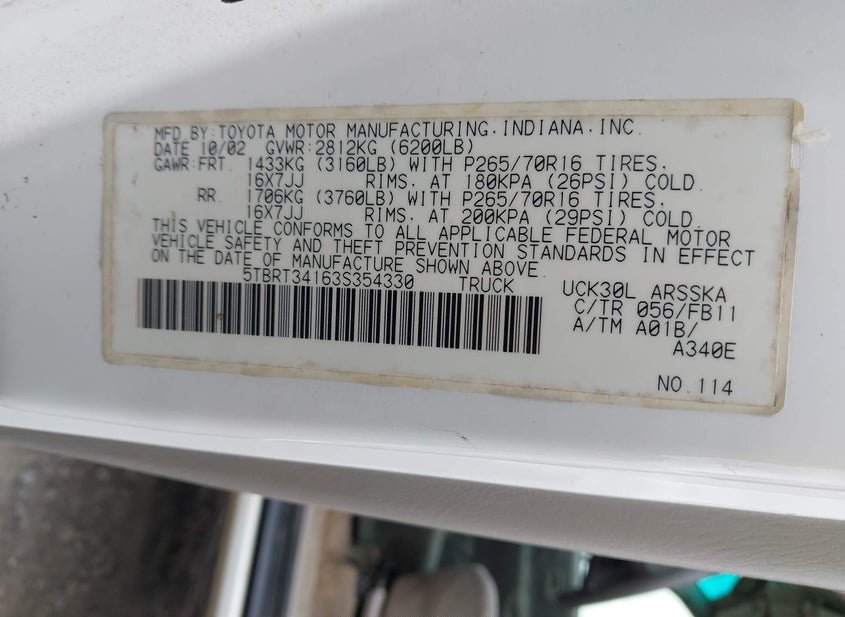 MFD.BY:TOYOTA MOTOR MANUFACTURING.INDIANA.INC.
DATE 10/02 GVWR:2812KG (6200LB)
GAWR:FRT. 1433KG (3160LB) WITH P265/70R16 TIRES.
16X7JJ RIMS. AT 180KPA (26PSI) COLD.
RR. 1706KG (3760LB) WITH P265/70R16 TIRES.
16X7JJ RIMS. AT 200KPA (29PSI) COLD.
THIS VEHICLE CONFORMS TO ALL APPLICABLE FEDERAL MOTOR
VEHICLE SAFETY AND THEFT PREVENTION STANDARDS IN EFFECT
ON THE DATE OF MANUFACTURE SHOWN ABOVE.
5TBRT34163S354330 TRUCK
UCK30L ARSSKA
C/TR 056/FB11
A/TM A01B/
A340E
NO.114